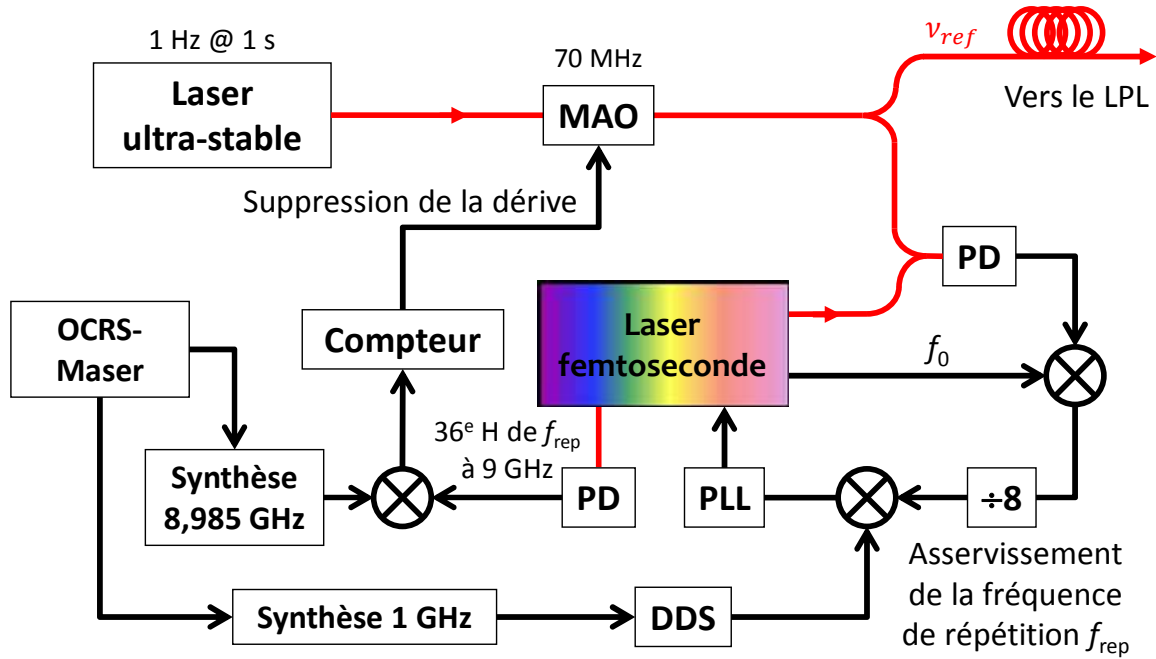 1 Hz @ 1 s
Laser
ultra-stable
70 MHz
MAO
ν_ref
Vers le LPL
Suppression de la dérive
PD
OCRS-
Maser
Compteur
Laser
femtoseconde
f₀
36ᵉ H de f_rep
à 9 GHz
Synthèse
8,985 GHz
PD
PLL
÷8
Asservissement
de la fréquence
de répétition f_rep
Synthèse 1 GHz
DDS